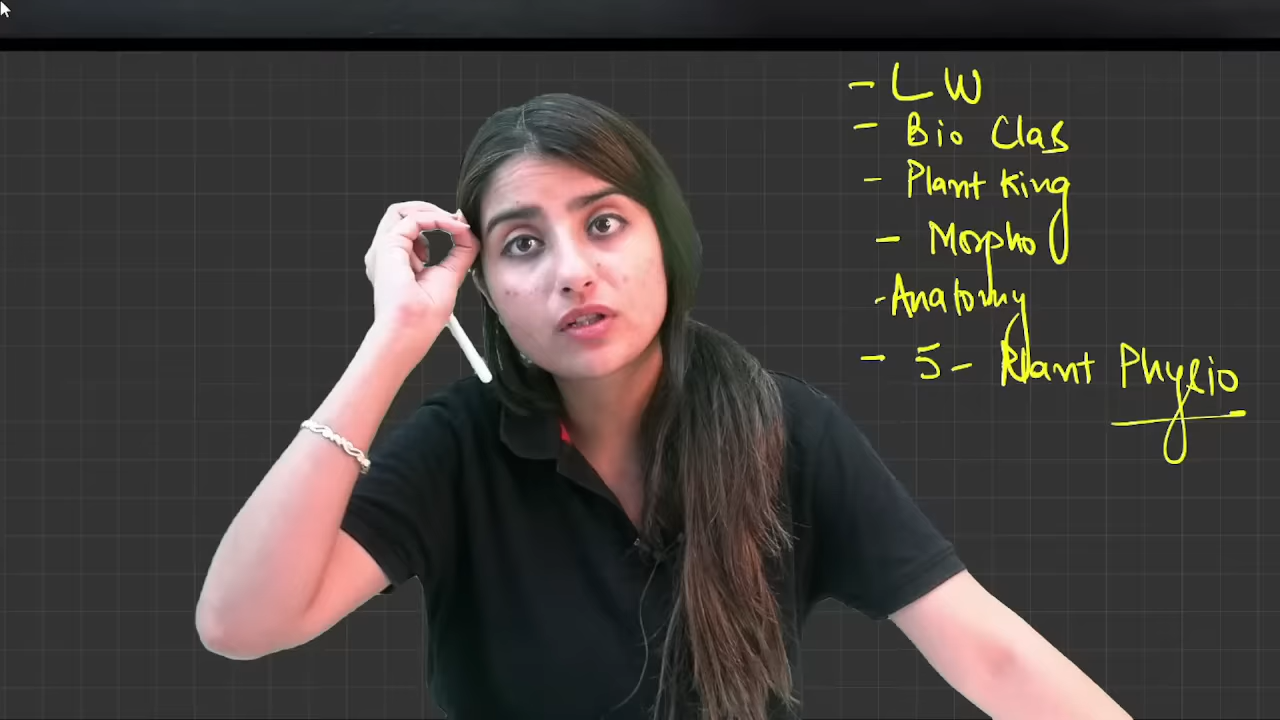 - LW
- Bio Clas
- Plant King
- Morpho
- Anatomy
- 5 - Plant Physio